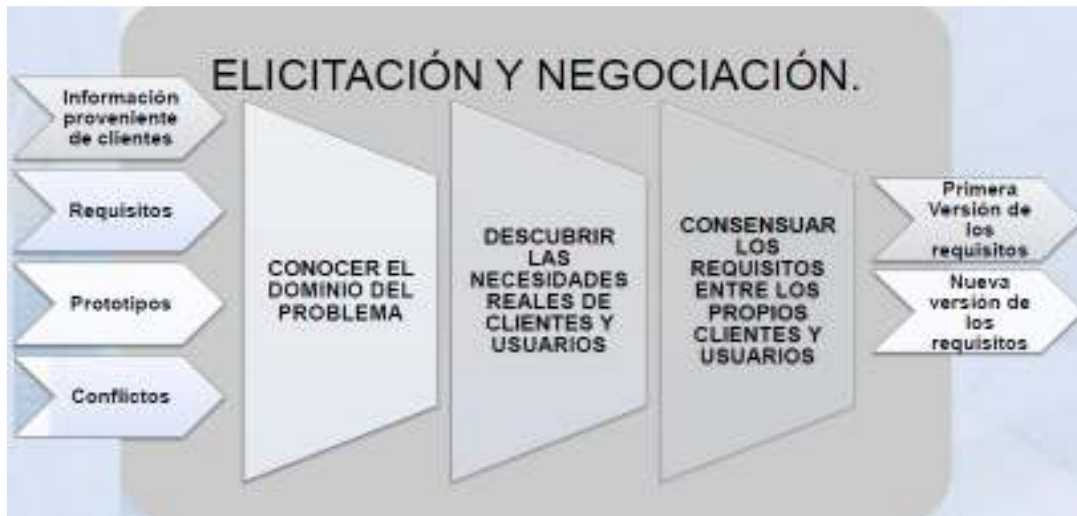 ELICITACIÓN Y NEGOCIACIÓN.
Información
proveniente
de clientes
Requisitos
Prototipos
Conflictos
CONOCER EL
DOMINIO DEL
PROBLEMA
DESCUBRIR
LAS
NECESIDADES
REALES DE
CLIENTES Y
USUARIOS
CONSENSUAR
LOS
REQUISITOS
ENTRE LOS
PROPIOS
CLIENTES Y
USUARIOS
Primera
Versión de
los
requisitos
Nueva
versión de
los
requisitos